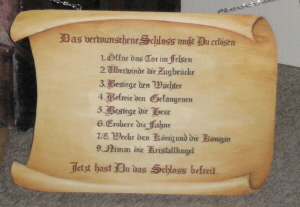 Das verwunschene Schloss mußt Du erlösen
1. Öffne das Tor im Felsen
2. Überwinde die Zugbrücke
3. Besiege den Wächter
4. Befreie den Gefangenen
5. Besiege die Hexe
6. Erobere die Fahne
7./8. Wecke den König und die Königin
9. Nimm die Kristallkugel
Jetzt hast Du das Schloss befreit.